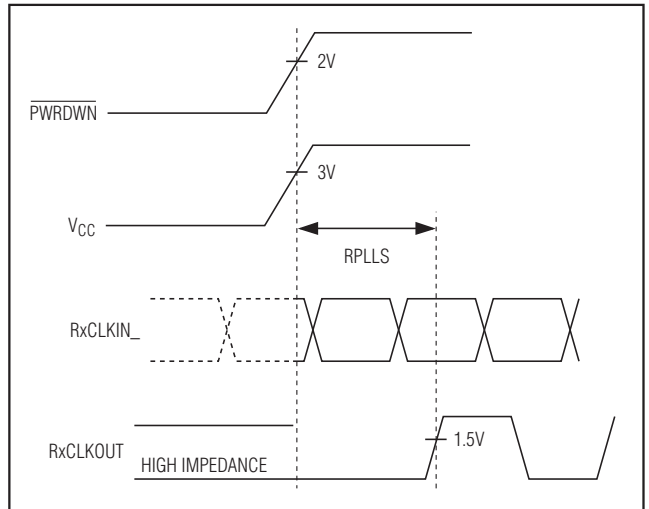 2V
PWRDWN
3V
VCC
RPLLS
RxCLKIN_
1.5V
RxCLKOUT
HIGH IMPEDANCE